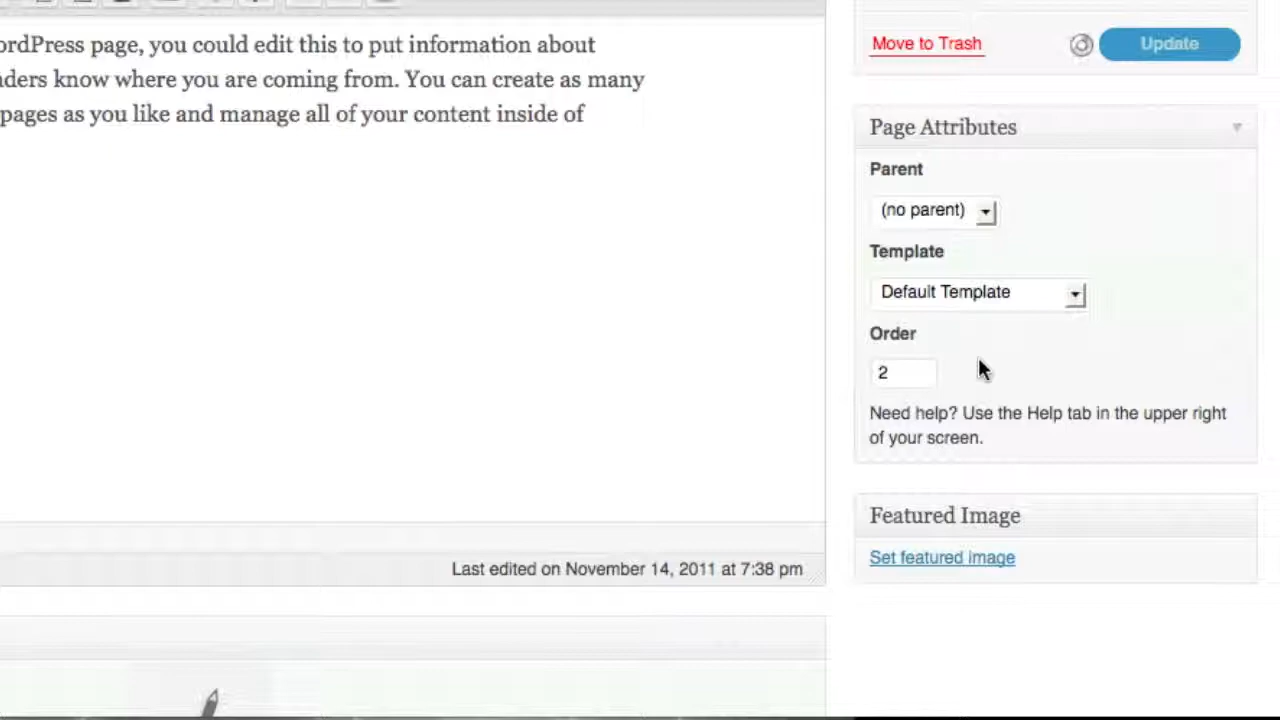 ordPress page, you could edit this to put information about
ders know where you are coming from. You can create as many
pages as you like and manage all of your content inside of
Last edited on November 14, 2011 at 7:38 pm
Move to Trash
Update
Page Attributes
Parent
(no parent)
Template
Default Template
Order
2
Need help? Use the Help tab in the upper right
of your screen.
Featured Image
Set featured image